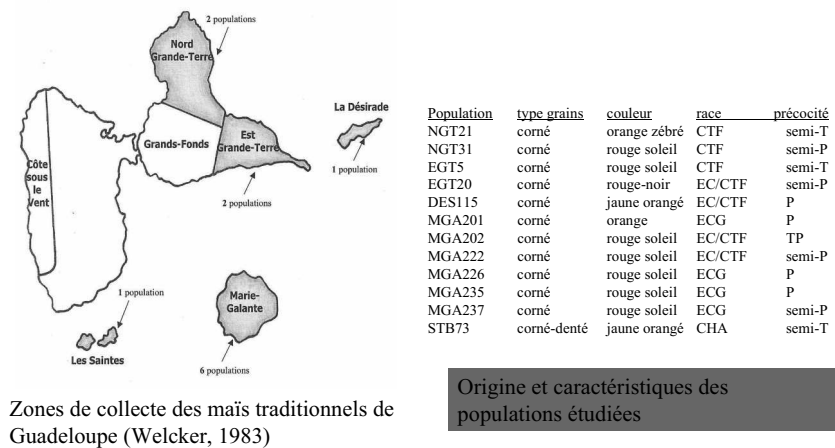 2 populations
Nord
Grande-Terre
La Désirade
Grands-Fonds
Est
Grande-Terre
1 population
Côte
sous
le
Vent
2 populations
1 population
Marie-
Galante
Les Saintes
6 populations
Zones de collecte des maïs traditionnels de
Guadeloupe (Welcker, 1983)
Population type grains couleur race précocité
NGT21 corné orange zébré CTF semi-T
NGT31 corné rouge soleil CTF semi-P
EGT5 corné rouge soleil CTF semi-T
EGT20 corné rouge-noir EC/CTF semi-P
DES115 corné jaune orangé EC/CTF P
MGA201 corné orange ECG P
MGA202 corné rouge soleil EC/CTF TP
MGA222 corné rouge soleil EC/CTF semi-P
MGA226 corné rouge soleil ECG P
MGA235 corné rouge soleil ECG P
MGA237 corné rouge soleil ECG semi-P
STB73 corné-denté jaune orangé CHA semi-T
Origine et caractéristiques des
populations étudiées